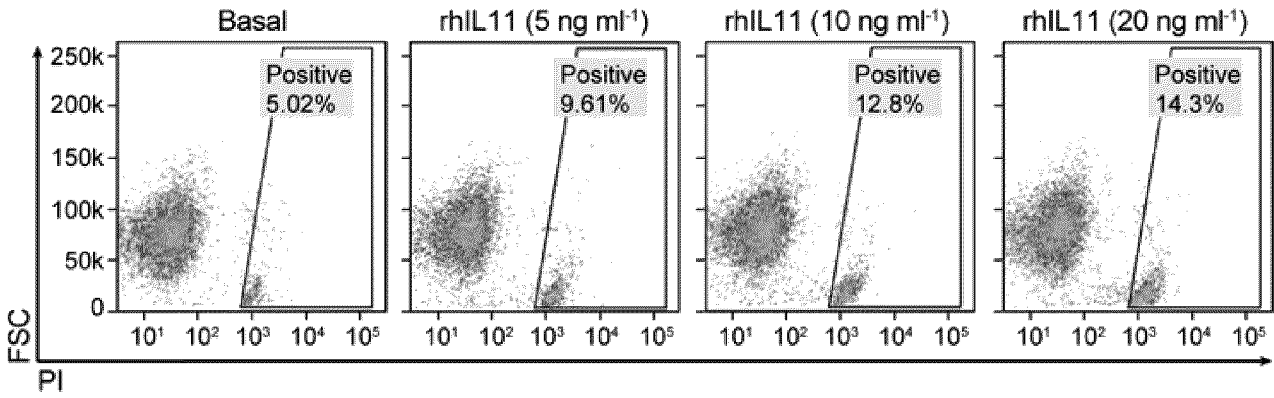 Basal
rhIL11 (5 ng ml⁻¹)
rhIL11 (10 ng ml⁻¹)
rhIL11 (20 ng ml⁻¹)
250k
200k
150k
100k
50k
0
Positive
5.02%
Positive
9.61%
Positive
12.8%
Positive
14.3%
10¹ 10² 10³ 10⁴ 10⁵
10¹ 10² 10³ 10⁴ 10⁵
10¹ 10² 10³ 10⁴ 10⁵
10¹ 10² 10³ 10⁴ 10⁵
FSC
PI